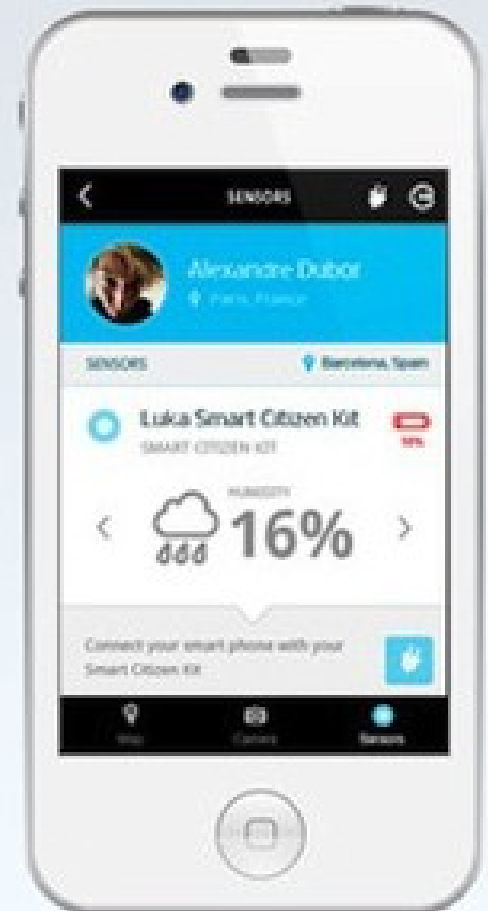 SENSORS
Alexandre Dubor
Paris, France
SENSORS
Barcelona, Spain
Luka Smart Citizen Kit
SMART CITIZEN KIT
10%
HUMIDITY
16%
Connect your smart phone with your
Smart Citizen Kit
Map
Camera
Sensors